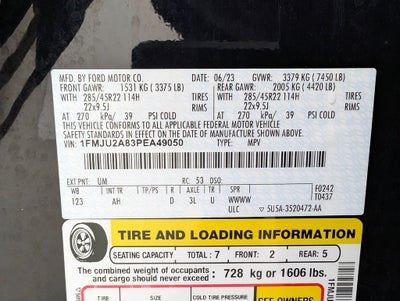 MFD. BY FORD MOTOR CO. 06/23 GVWR: 3379 KG ( 7450 LB)
FRONT GAWR: 1531 KG ( 3375 LB) REAR GAWR: 2005 KG ( 4420 LB)
WITH 285/45R22 114H TIRES WITH 285/45R22 114H TIRES
22x9.5J RIMS 22x9.5J RIMS
AT 270 kPa/ 39 PSI COLD AT 270 kPa/ 39 PSI COLD
THIS VEHICLE CONFORMS TO ALL APPLICABLE FEDERAL MOTOR VEHICLE
SAFETY STANDARDS IN EFFECT ON THE DATE OF MANUFACTURE SHOWN ABOVE.
VIN: 1FMJU2A83PEA49050 TYPE: MPV
EXT PNT: UM RC: 53 DSO:
WB INT TR TP/PS R AXLE TR SPR F0242
123 AH D 3L U WWWW T0437
ULC 5U5A-3520472-AA
TIRE AND LOADING INFORMATION
SEATING CAPACITY TOTAL: 7 FRONT: 2 REAR: 5
The combined weight of occupants and cargo should never exceed: 728 kg or 1606 lbs.
TIRE COLD TIRE PRESSURE
SEE OWNERS
1FMJU